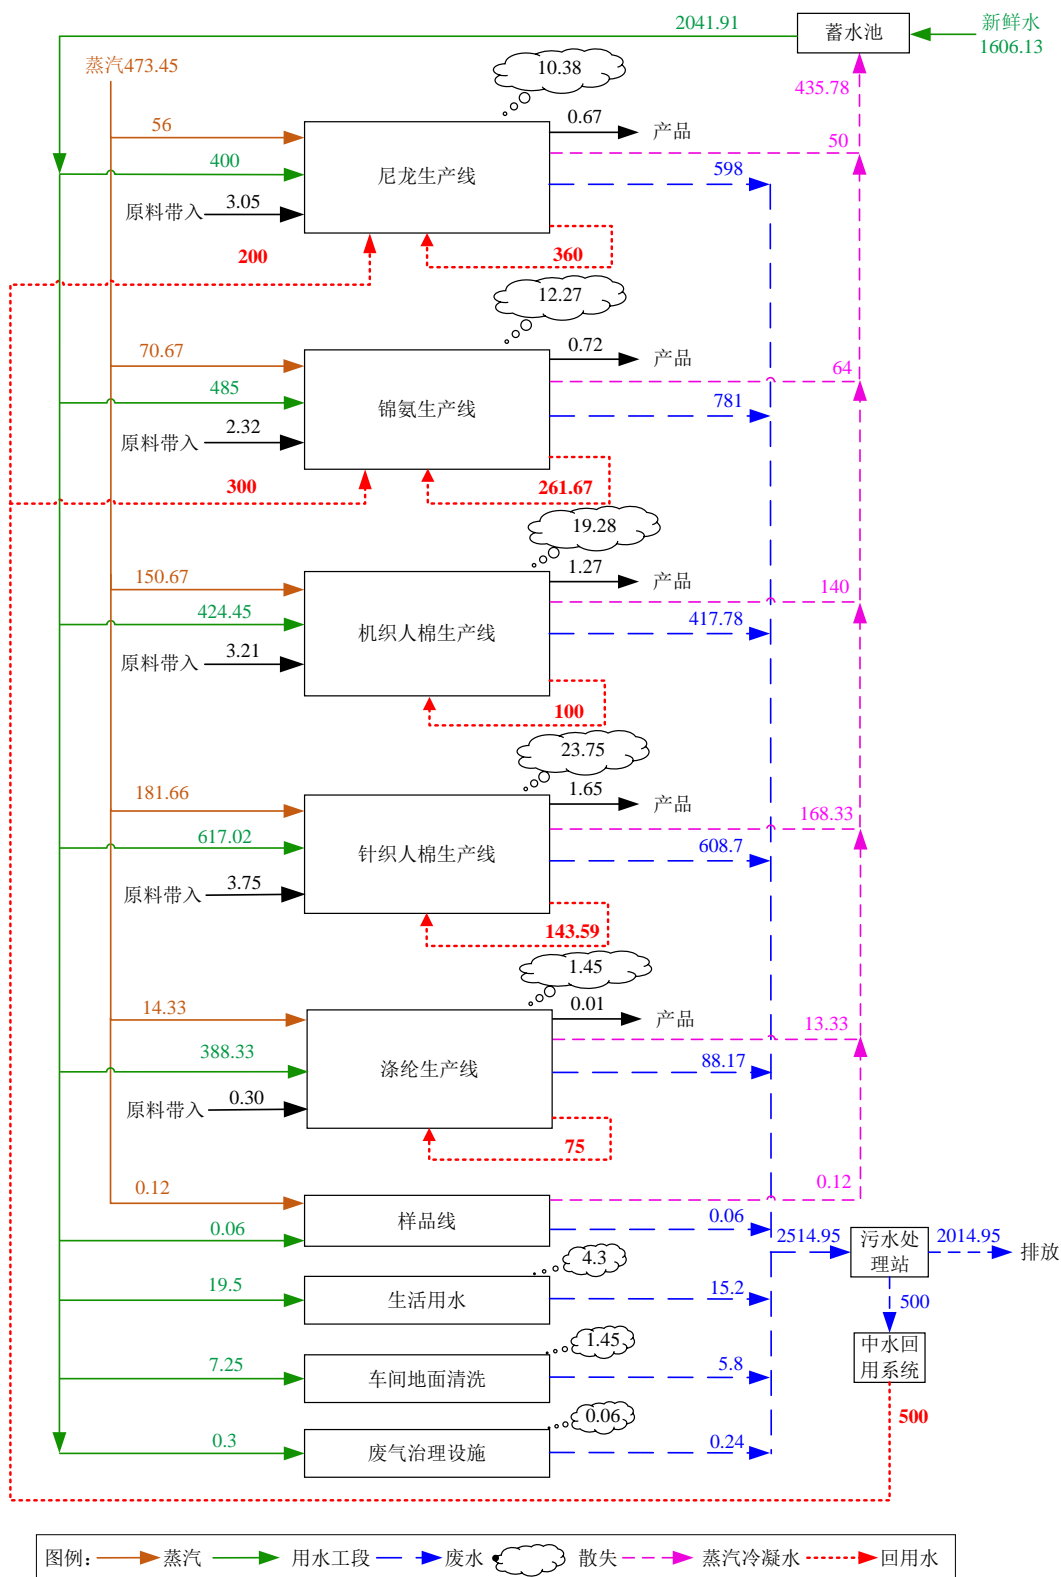 2041.91
蓄水池
新鲜水
1606.13
蒸汽473.45
10.38
435.78
56
0.67
产品
50
400
尼龙生产线
598
原料带入
3.05
200
360
12.27
70.67
0.72
产品
64
485
锦氨生产线
781
原料带入
2.32
300
261.67
19.28
150.67
1.27
产品
140
424.45
机织人棉生产线
417.78
原料带入
3.21
100
23.75
181.66
1.65
产品
168.33
617.02
针织人棉生产线
608.7
原料带入
3.75
143.59
1.45
14.33
0.01
产品
13.33
388.33
涤纶生产线
88.17
原料带入
0.30
75
0.12
0.12
样品线
0.06
0.06
2514.95
污水处
理站
2014.95
排放
4.3
19.5
生活用水
15.2
500
1.45
中水回
用系统
7.25
车间地面清洗
5.8
0.06
500
0.3
废气治理设施
0.24
图例：
蒸汽
用水工段
废水
散失
蒸汽冷凝水
回用水